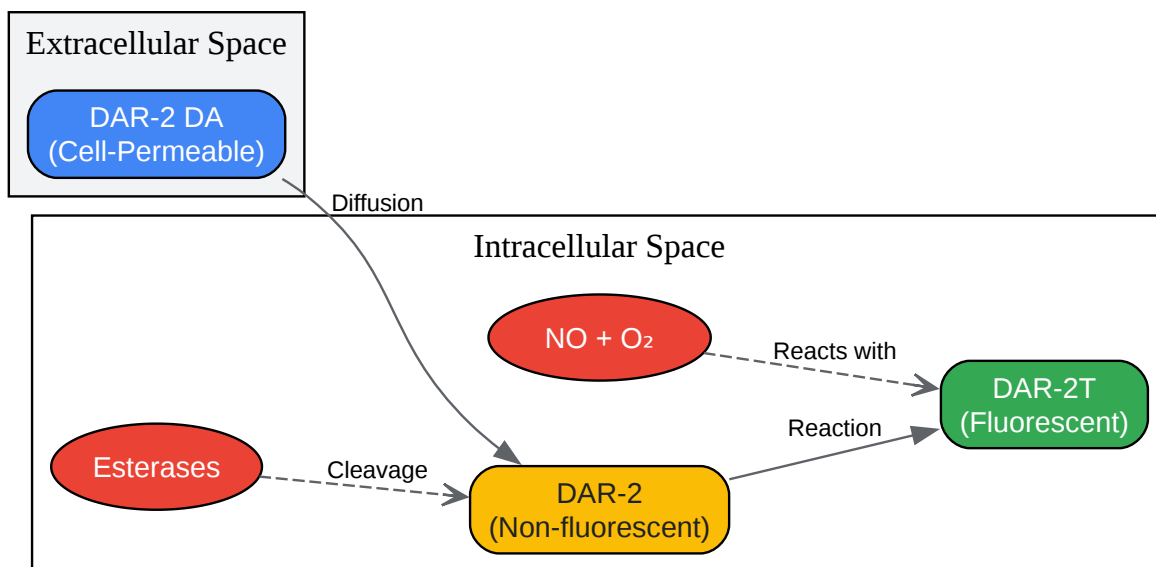 Extracellular Space
DAR-2 DA
(Cell-Permeable)
Diffusion
Intracellular Space
NO + O₂
Reacts with
DAR-2T
(Fluorescent)
Reaction
Esterases
Cleavage
DAR-2
(Non-fluorescent)